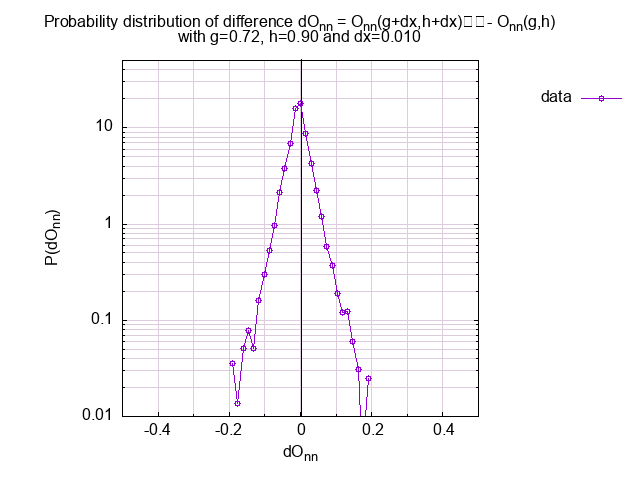 Probability distribution of difference dOnn = Onn(g+dx,h+dx) - Onn(g,h)
with g=0.72, h=0.90 and dx=0.010
data
10
1
0.1
0.01
P(dOnn)
-0.4 -0.2 0 0.2 0.4
dOnn